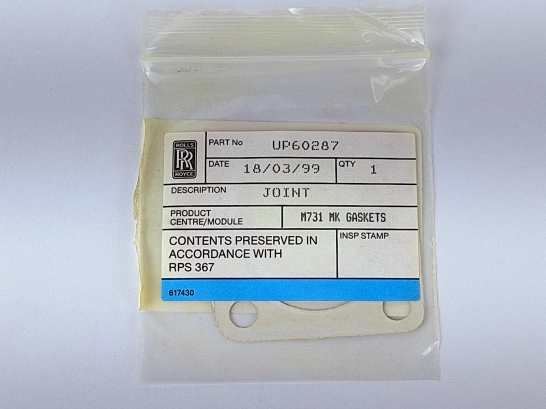 ROLLS
RR
ROYCE
PART No UP60287
DATE 18/03/99 QTY 1
DESCRIPTION JOINT
PRODUCT
CENTRE/MODULE M731 MK GASKETS
CONTENTS PRESERVED IN
ACCORDANCE WITH
RPS 367
INSP STAMP
617430